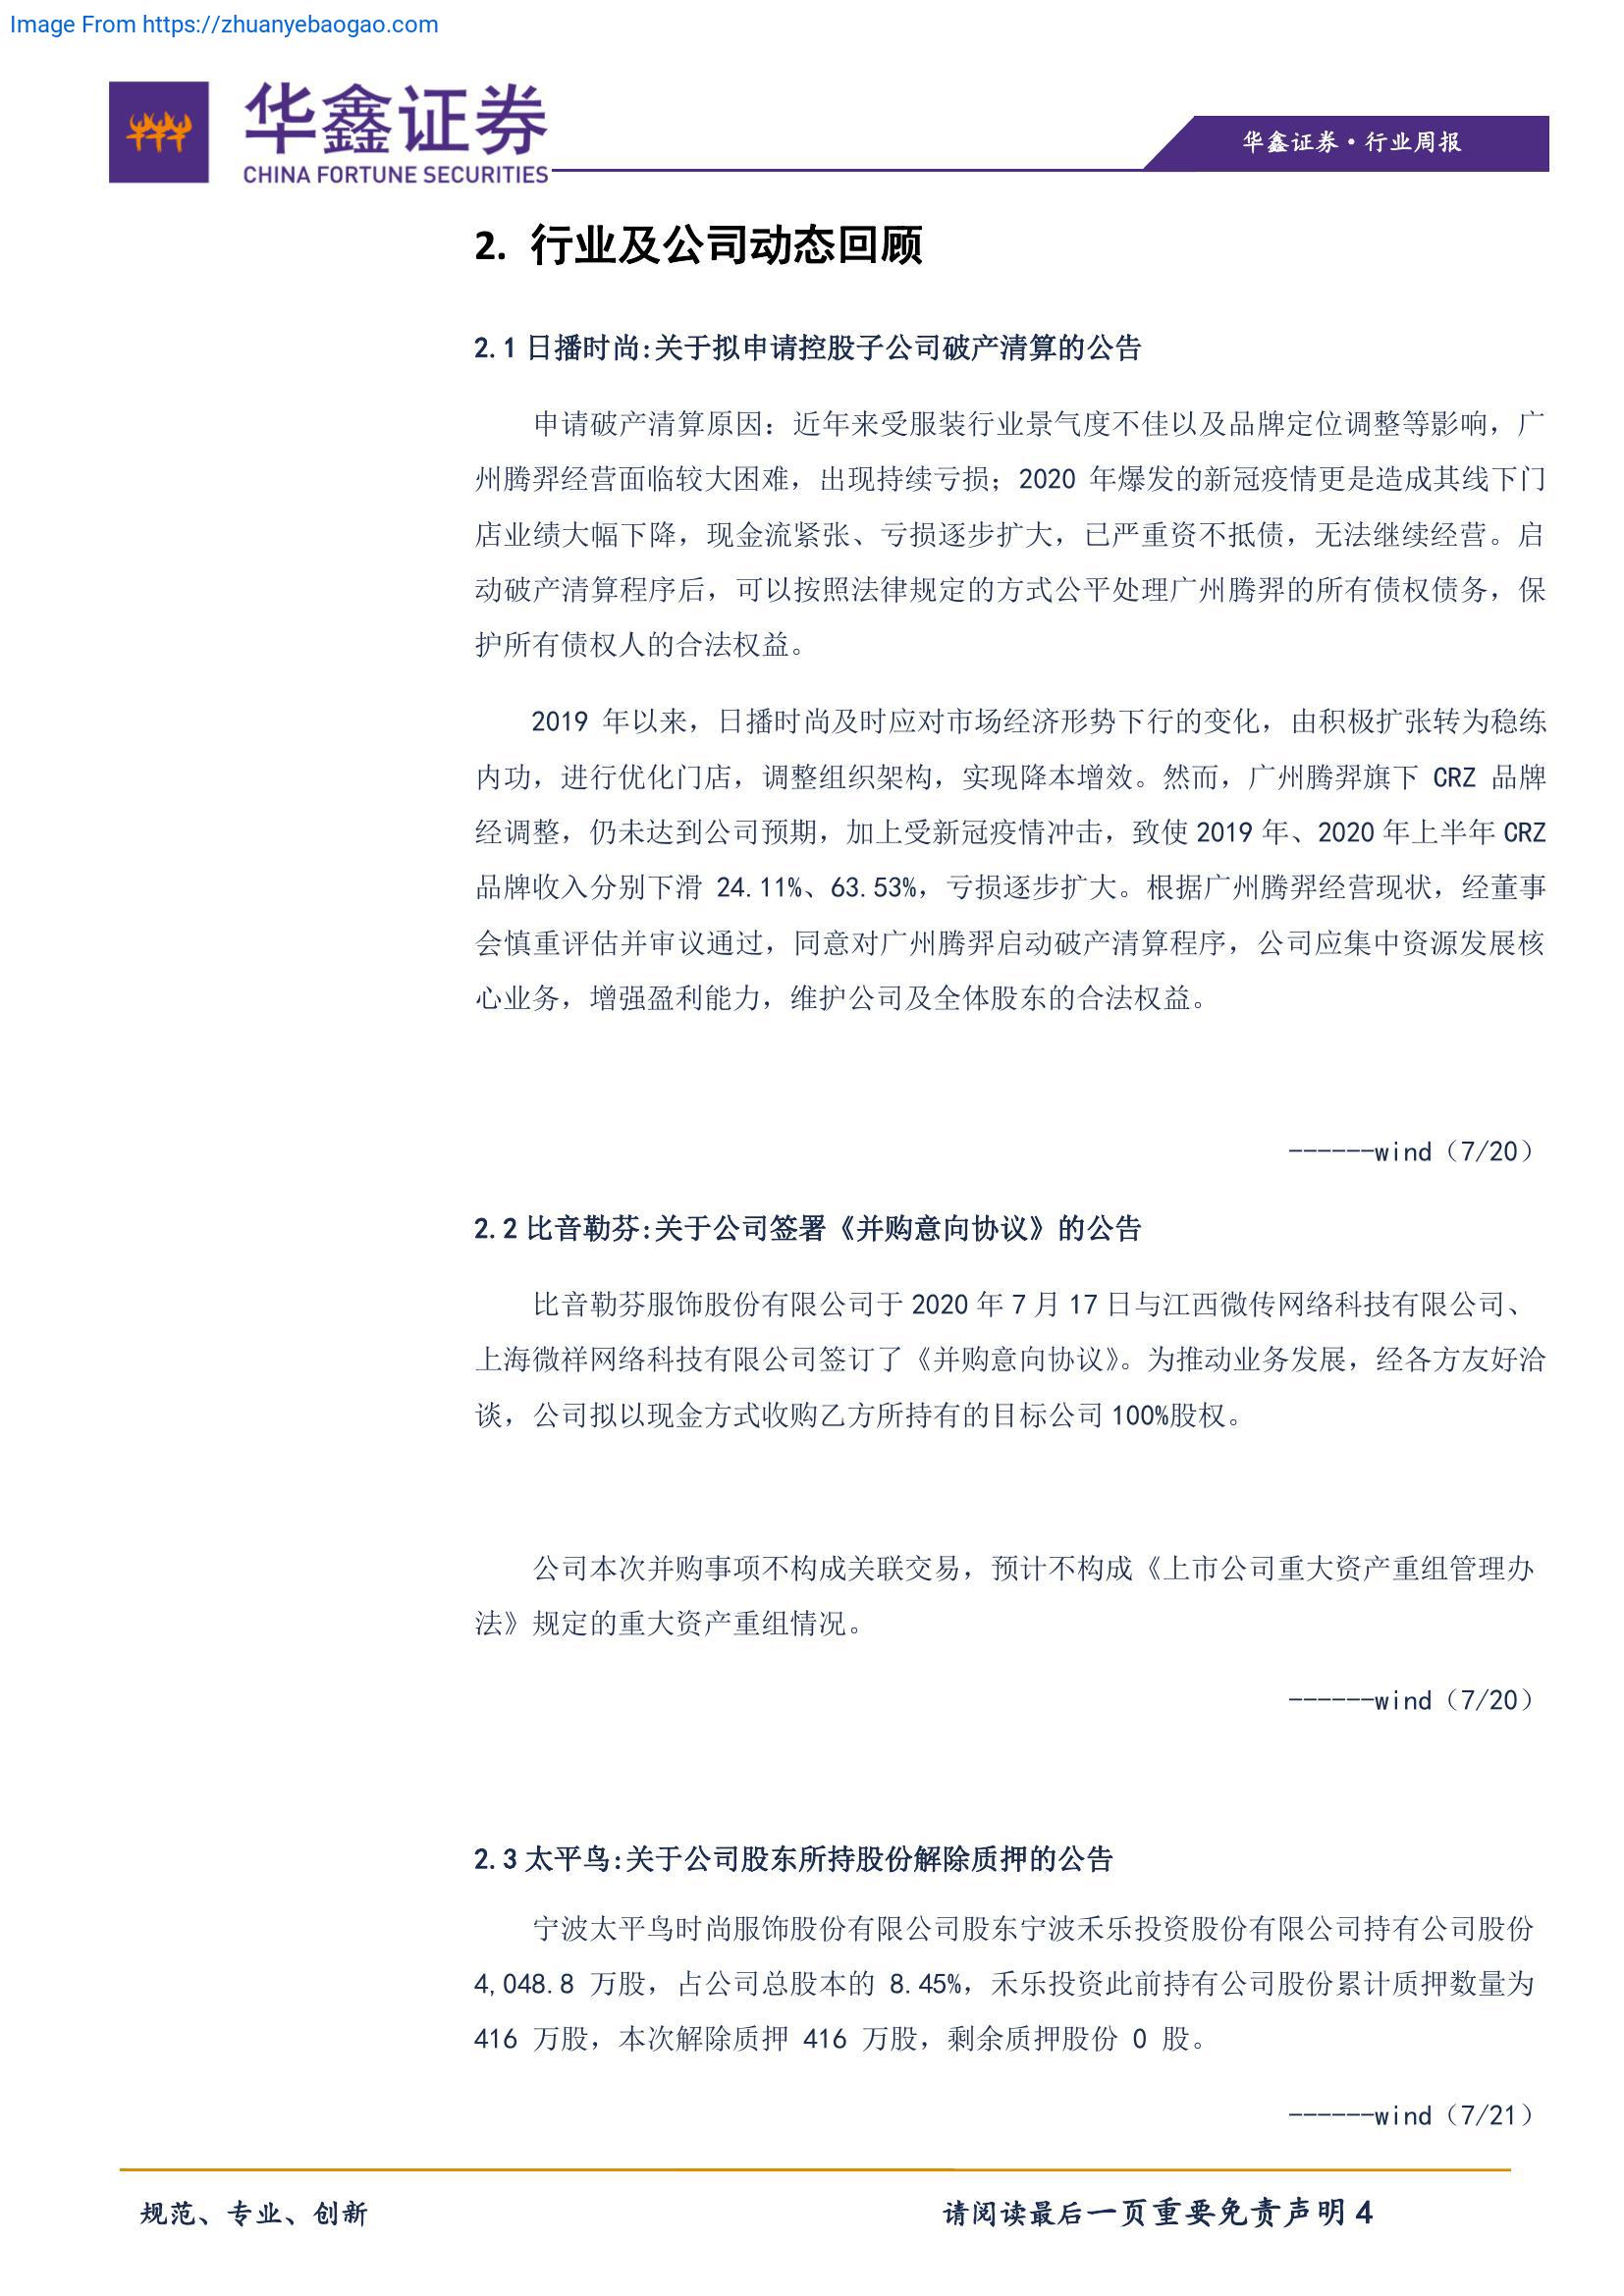 Image From https://zhuanyebaogao.com
华鑫证券
CHINA FORTUNE SECURITIES
华鑫证券·行业周报
2. 行业及公司动态回顾
2.1 日播时尚:关于拟申请控股子公司破产清算的公告
申请破产清算原因：近年来受服装行业景气度不佳以及品牌定位调整等影响，广
州腾羿经营面临较大困难，出现持续亏损；2020 年爆发的新冠疫情更是造成其线下门
店业绩大幅下降，现金流紧张、亏损逐步扩大，已严重资不抵债，无法继续经营。启
动破产清算程序后，可以按照法律规定的方式公平处理广州腾羿的所有债权债务，保
护所有债权人的合法权益。
2019 年以来，日播时尚及时应对市场经济形势下行的变化，由积极扩张转为稳练
内功，进行优化门店，调整组织架构，实现降本增效。然而，广州腾羿旗下 CRZ 品牌
经调整，仍未达到公司预期，加上受新冠疫情冲击，致使 2019 年、2020 年上半年 CRZ
品牌收入分别下滑 24.11%、63.53%，亏损逐步扩大。根据广州腾羿经营现状，经董事
会慎重评估并审议通过，同意对广州腾羿启动破产清算程序，公司应集中资源发展核
心业务，增强盈利能力，维护公司及全体股东的合法权益。
------wind（7/20）
2.2 比音勒芬:关于公司签署《并购意向协议》的公告
比音勒芬服饰股份有限公司于 2020 年 7 月 17 日与江西微传网络科技有限公司、
上海微祥网络科技有限公司签订了《并购意向协议》。为推动业务发展，经各方友好洽
谈，公司拟以现金方式收购乙方所持有的目标公司 100%股权。
公司本次并购事项不构成关联交易，预计不构成《上市公司重大资产重组管理办
法》规定的重大资产重组情况。
------wind（7/20）
2.3 太平鸟:关于公司股东所持股份解除质押的公告
宁波太平鸟时尚服饰股份有限公司股东宁波禾乐投资股份有限公司持有公司股份
4,048.8 万股，占公司总股本的 8.45%，禾乐投资此前持有公司股份累计质押数量为
416 万股，本次解除质押 416 万股，剩余质押股份 0 股。
------wind（7/21）
规范、专业、创新
请阅读最后一页重要免责声明 4